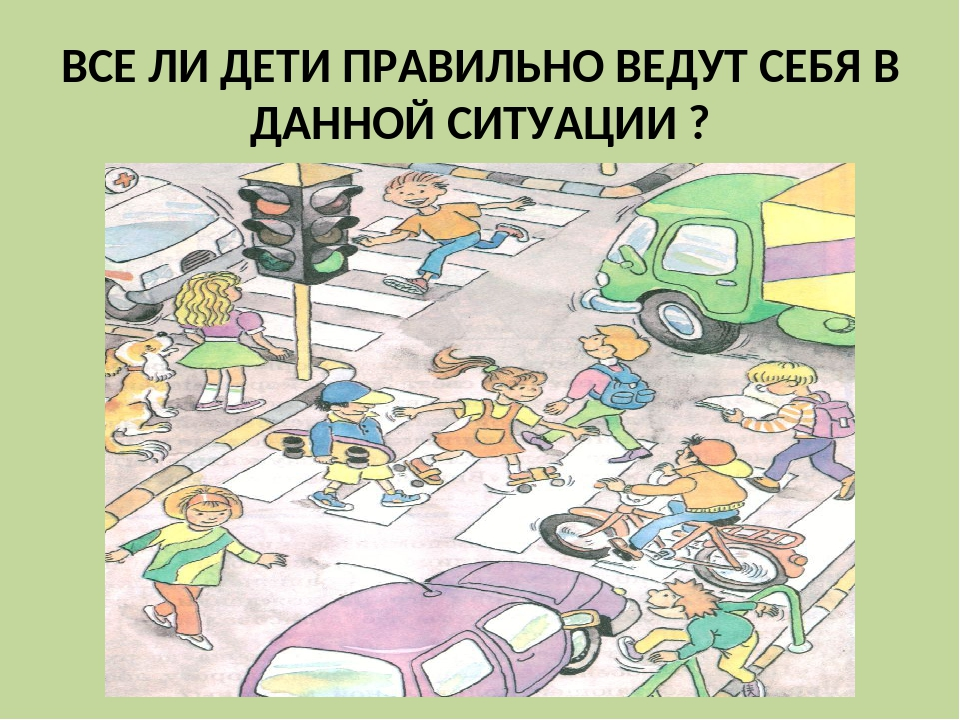 ВСЕ ЛИ ДЕТИ ПРАВИЛЬНО ВЕДУТ СЕБЯ В
ДАННОЙ СИТУАЦИИ ?